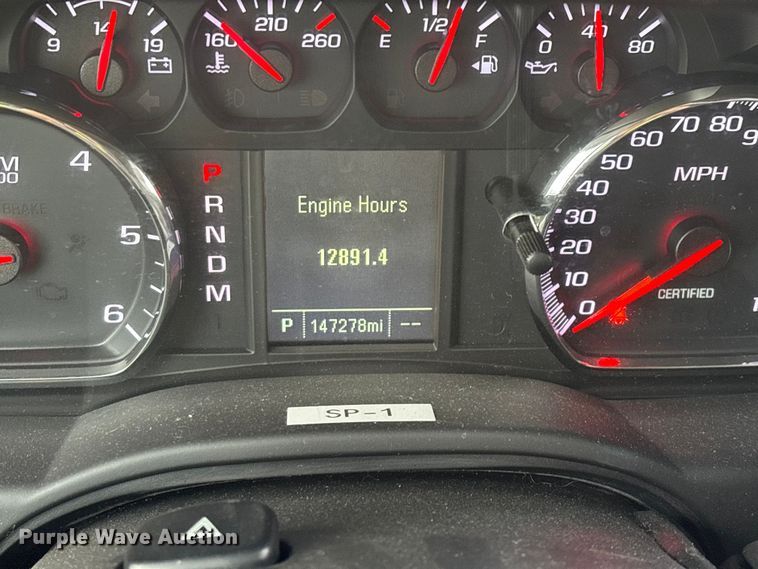 9 14 19
160 210 260
E 1/2 F
0 40 80
4
5
6
P
R
N
D
M
Engine Hours
12891.4
P 147278mi --
0 10 20 30 40 50 60 70 80
MPH
CERTIFIED
SP-1
Purple Wave Auction